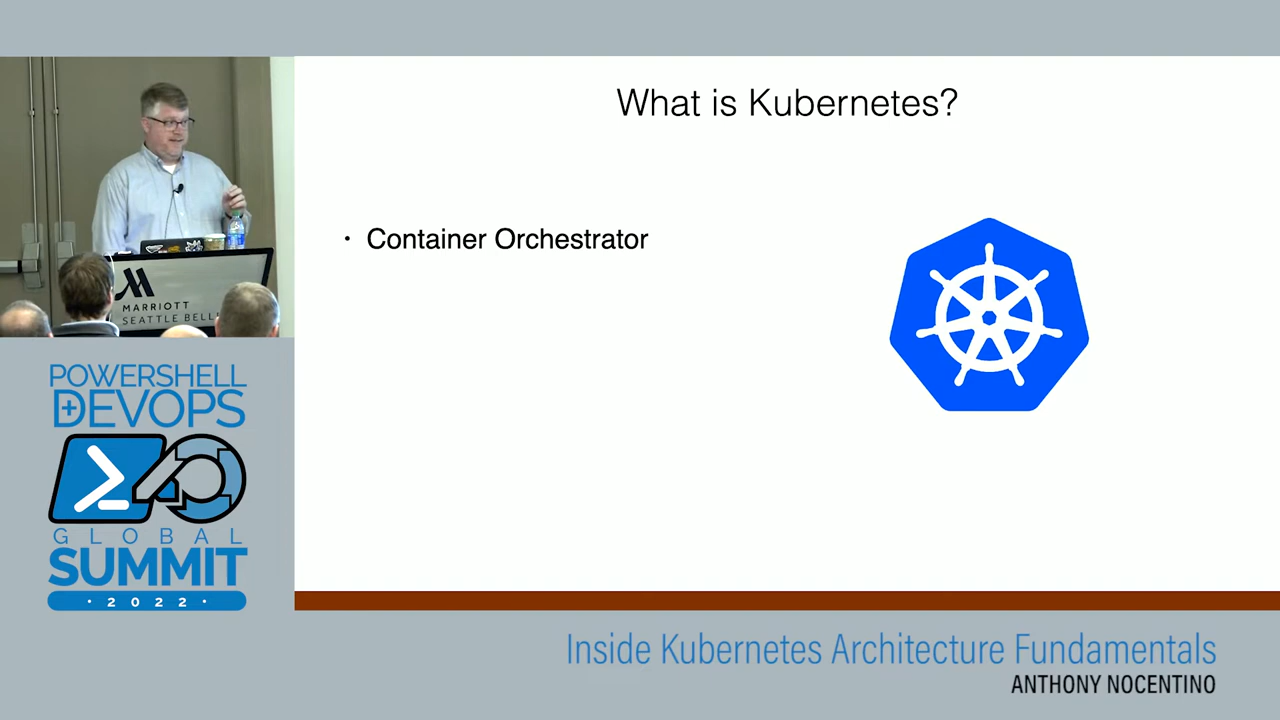 What is Kubernetes?
· Container Orchestrator
MARRIOTT
SEATTLE BELL
POWERSHELL
DEVOPS
GLOBAL
SUMMIT
· 2022 ·
Inside Kubernetes Architecture Fundamentals
ANTHONY NOCENTINO